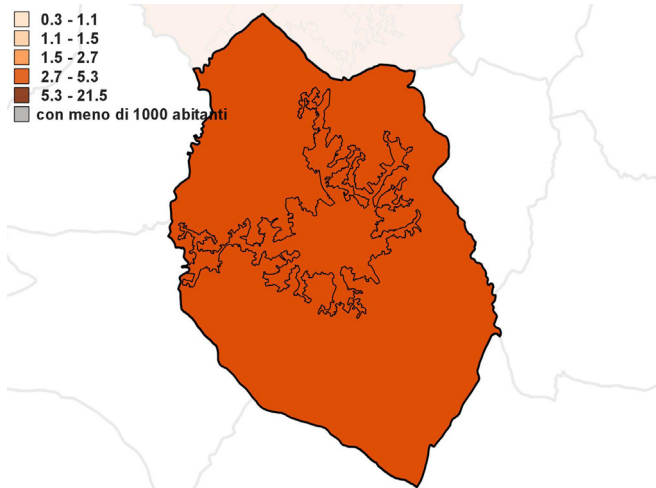 0.3 - 1.1
1.1 - 1.5
1.5 - 2.7
2.7 - 5.3
5.3 - 21.5
con meno di 1000 abitanti